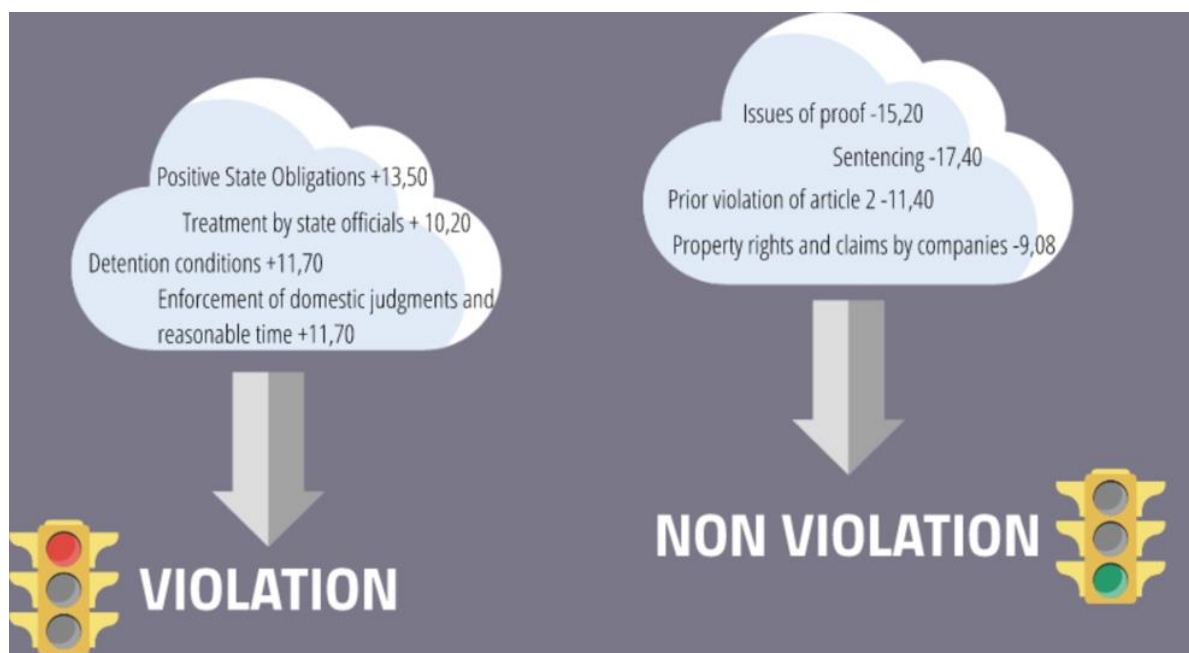 Positive State Obligations +13,50
Treatment by state officials + 10,20
Detention conditions +11,70
Enforcement of domestic judgments and
reasonable time +11,70
VIOLATION
Issues of proof -15,20
Sentencing -17,40
Prior violation of article 2 -11,40
Property rights and claims by companies -9,08
NON VIOLATION